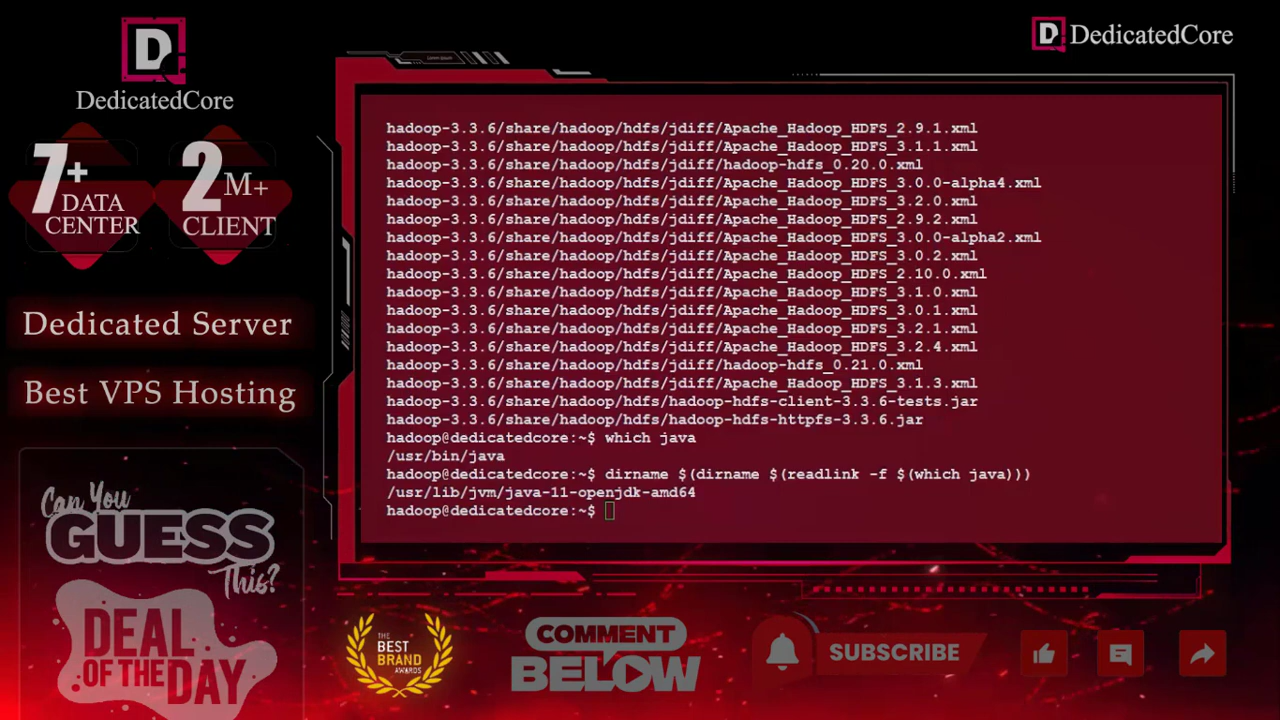 DedicatedCore
7+
DATA
CENTER
2
M+
CLIENT
Dedicated Server
Best VPS Hosting
Can You
GUESS
This?
DEAL
OF THE
DAY
DedicatedCore
hadoop-3.3.6/share/hadoop/hdfs/jdiff/Apache_Hadoop_HDFS_2.9.1.xml
hadoop-3.3.6/share/hadoop/hdfs/jdiff/Apache_Hadoop_HDFS_3.1.1.xml
hadoop-3.3.6/share/hadoop/hdfs/jdiff/hadoop-hdfs_0.20.0.xml
hadoop-3.3.6/share/hadoop/hdfs/jdiff/Apache_Hadoop_HDFS_3.0.0-alpha4.xml
hadoop-3.3.6/share/hadoop/hdfs/jdiff/Apache_Hadoop_HDFS_3.2.0.xml
hadoop-3.3.6/share/hadoop/hdfs/jdiff/Apache_Hadoop_HDFS_2.9.2.xml
hadoop-3.3.6/share/hadoop/hdfs/jdiff/Apache_Hadoop_HDFS_3.0.0-alpha2.xml
hadoop-3.3.6/share/hadoop/hdfs/jdiff/Apache_Hadoop_HDFS_3.0.2.xml
hadoop-3.3.6/share/hadoop/hdfs/jdiff/Apache_Hadoop_HDFS_2.10.0.xml
hadoop-3.3.6/share/hadoop/hdfs/jdiff/Apache_Hadoop_HDFS_3.1.0.xml
hadoop-3.3.6/share/hadoop/hdfs/jdiff/Apache_Hadoop_HDFS_3.0.1.xml
hadoop-3.3.6/share/hadoop/hdfs/jdiff/Apache_Hadoop_HDFS_3.2.1.xml
hadoop-3.3.6/share/hadoop/hdfs/jdiff/Apache_Hadoop_HDFS_3.2.4.xml
hadoop-3.3.6/share/hadoop/hdfs/jdiff/hadoop-hdfs_0.21.0.xml
hadoop-3.3.6/share/hadoop/hdfs/jdiff/Apache_Hadoop_HDFS_3.1.3.xml
hadoop-3.3.6/share/hadoop/hdfs/hadoop-hdfs-client-3.3.6-tests.jar
hadoop-3.3.6/share/hadoop/hdfs/hadoop-hdfs-httpfs-3.3.6.jar
hadoop@dedicatedcore:~$ which java
/usr/bin/java
hadoop@dedicatedcore:~$ dirname $(dirname $(readlink -f $(which java)))
/usr/lib/jvm/java-11-openjdk-amd64
hadoop@dedicatedcore:~$
THE
BEST
BRAND
AWARDS
COMMENT
BELOW
SUBSCRIBE